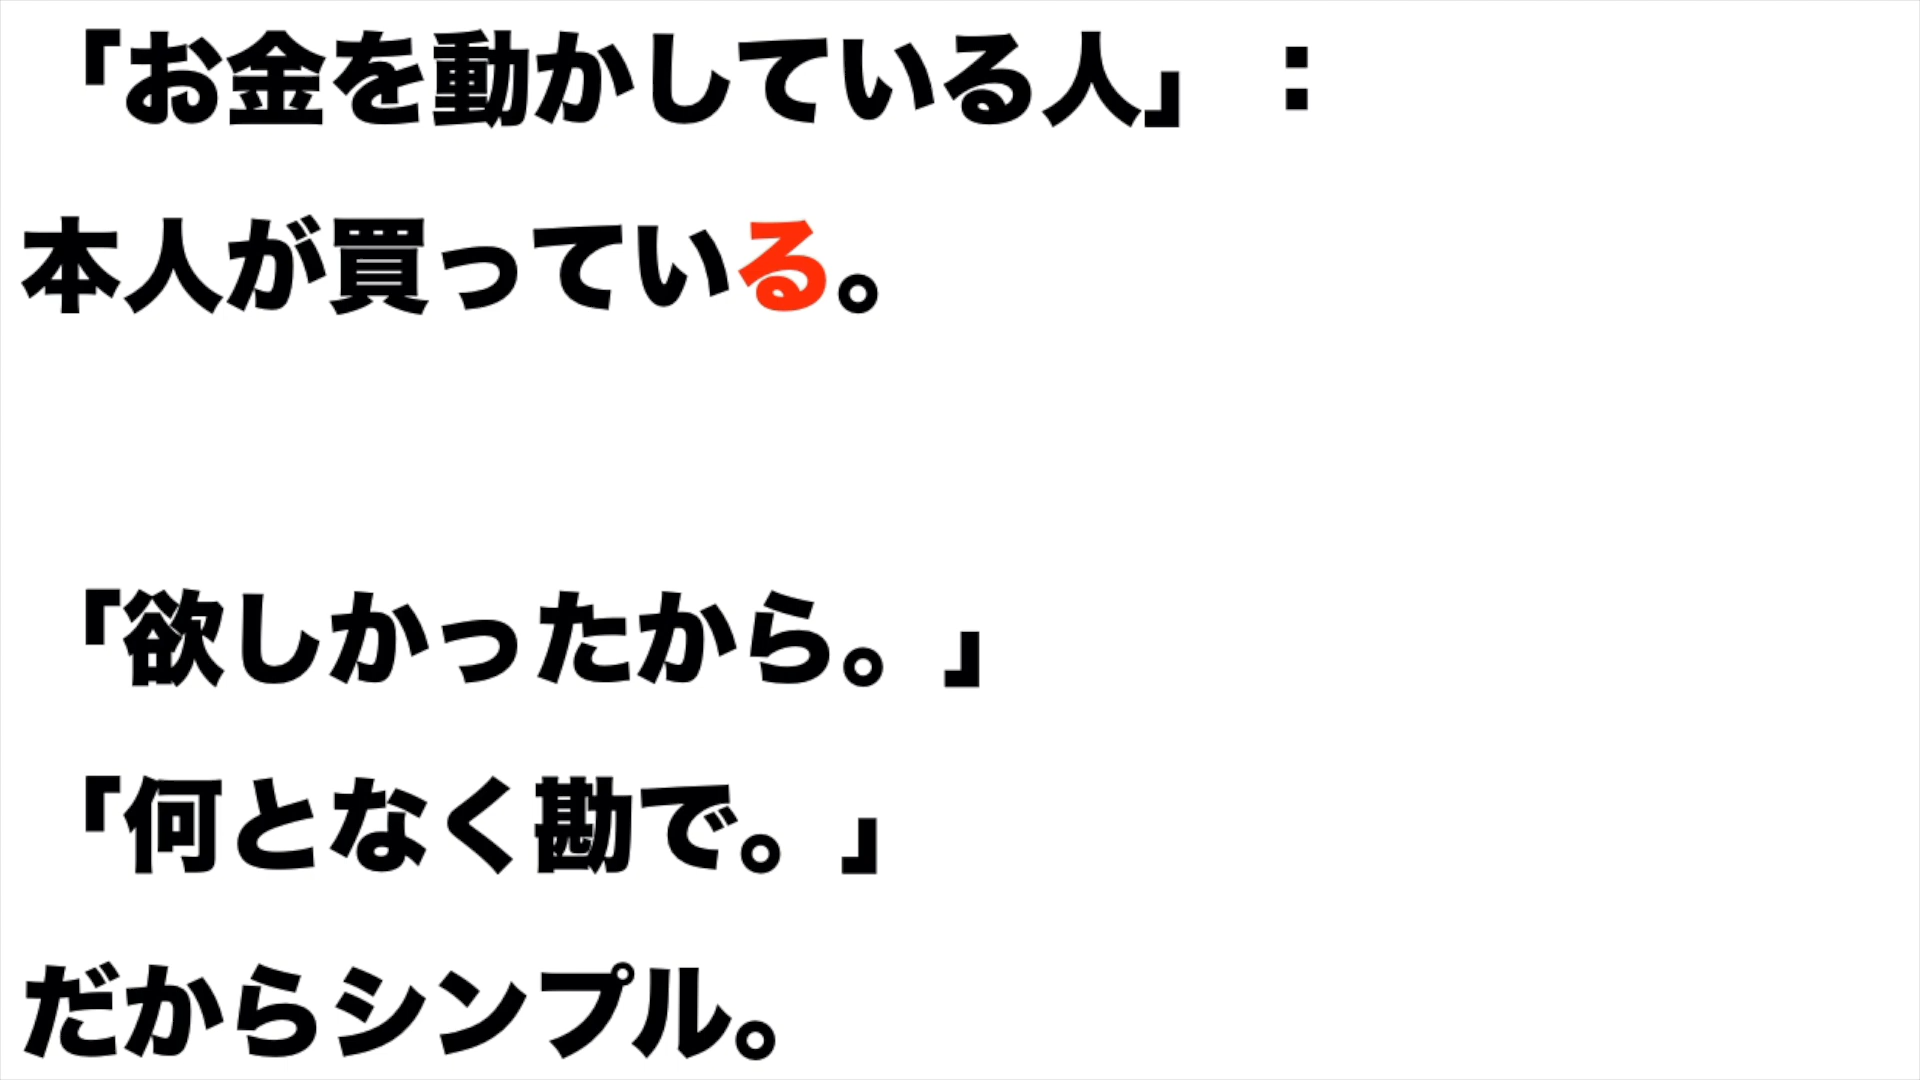 「お金を動かしている人」：
本人が買っている。
「欲しかったから。」
「何となく勘で。」
だからシンプル。